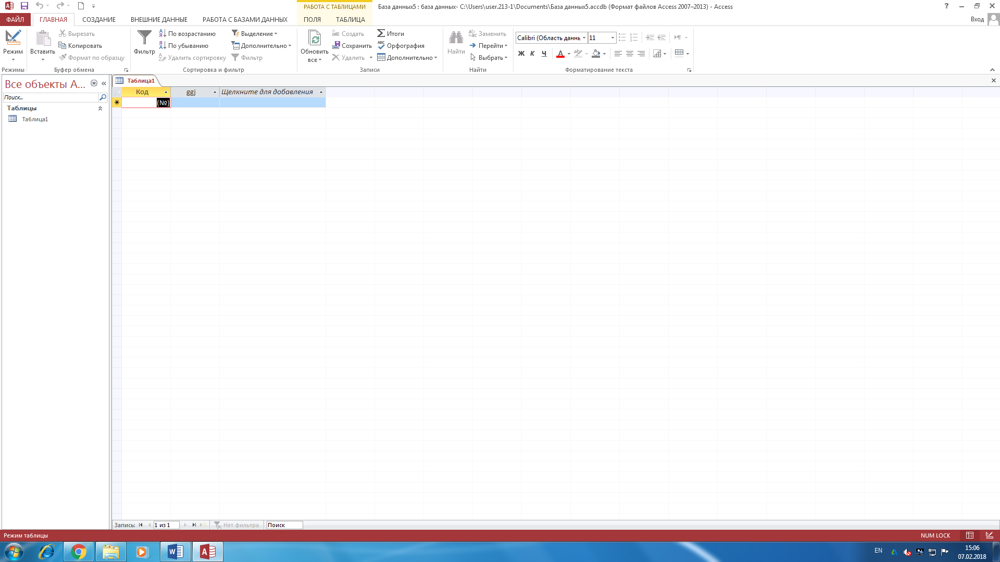 РАБОТА С ТАБЛИЦАМИ
База данных5 : база данных- C:\Users\user.213-1\Documents\База данных5.accdb (Формат файлов Access 2007–2013) - Access
?
ФАЙЛ ГЛАВНАЯ СОЗДАНИЕ ВНЕШНИЕ ДАННЫЕ РАБОТА С БАЗАМИ ДАННЫХ ПОЛЯ ТАБЛИЦА Вход
Режим
Режимы
Вставить
Вырезать
Копировать
Формат по образцу
Буфер обмена
Фильтр
По возрастанию
По убыванию
Удалить сортировку
Выделение
Дополнительно
Фильтр
Сортировка и фильтр
Обновить
все
Создать
Сохранить
Удалить
Итоги
Орфография
Дополнительно
Записи
Найти
Заменить
Перейти
Выбрать
Найти
Calibri (Область даннь 11
Ж К Ч
Форматирование текста
Все объекты A...
Поиск...
Таблицы
Таблица1
Таблица1
Код ggj Щелкните для добавления
(№)
Запись: 1 из 1 Нет фильтра Поиск
Режим таблицы NUM LOCK
EN
15:06
07.02.2018